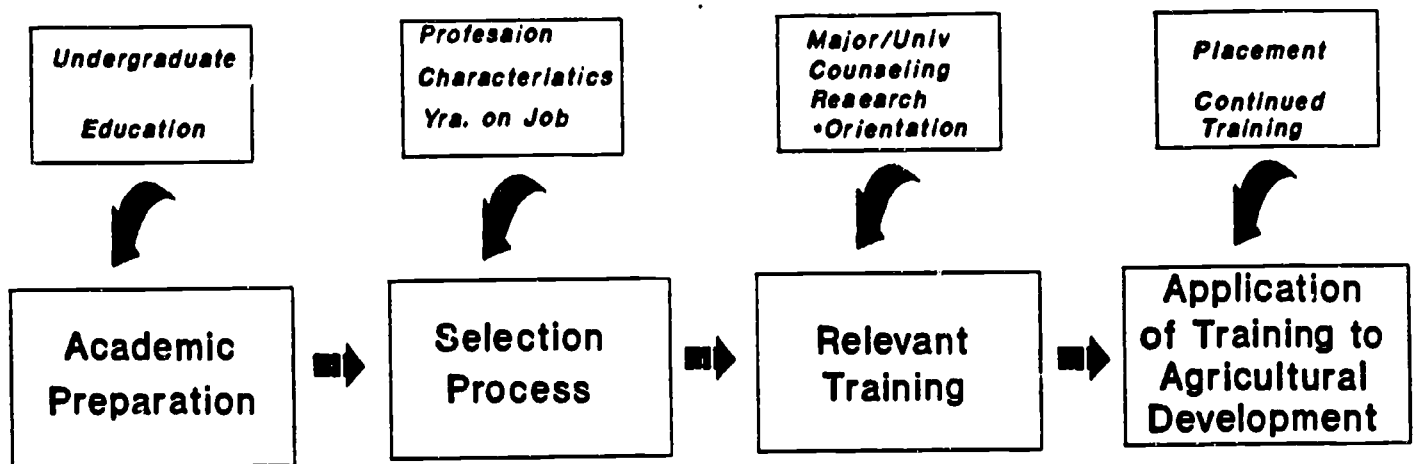 Undergraduate
Education
Profesaion
Characterlatics
Yra. on Job
Major/Univ
Counseling
Reaearch
•Orientation
Placement
Continued
Training
Academic
Preparation
Selection
Process
Relevant
Training
Application
of Training to
Agricultural
Development